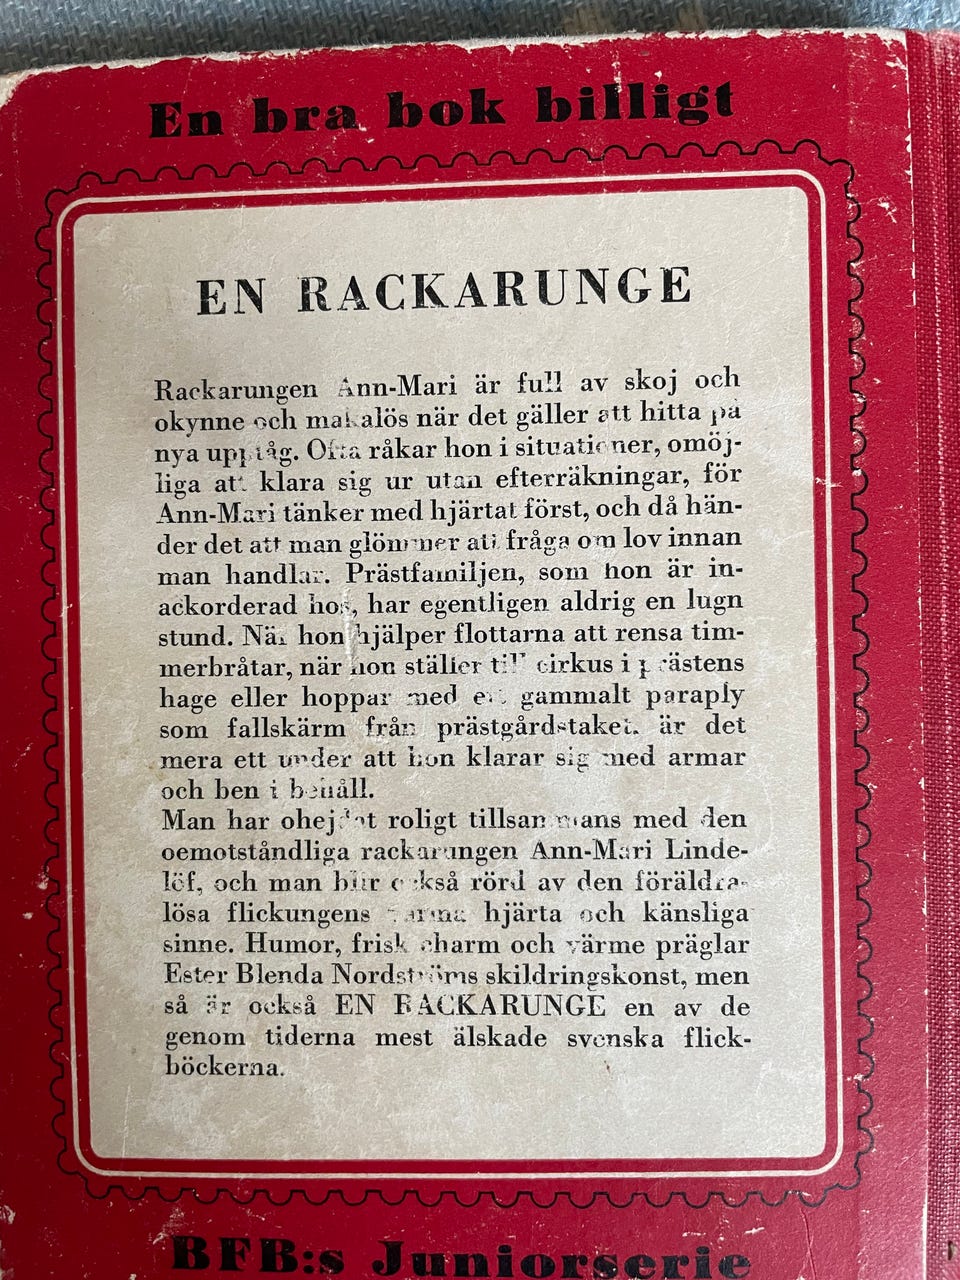 En bra bok billigt
EN RACKARUNGE
Rackarungen Ann-Mari är full av skoj och
okynne och makalös när det gäller att hitta på
nya upptåg. Ofta råkar hon i situationer, omöj-
liga att klara sig ur utan efterräkningar, för
Ann-Mari tänker med hjärtat först, och då hän-
der det att man glömmer att fråga om lov innan
man handlar. Prästfamiljen, som hon är in-
ackorderad hos, har egentligen aldrig en lugn
stund. När hon hjälper flottarna att rensa tim-
merbråtar, när hon ställer till cirkus i prästens
hage eller hoppar med ett gammalt paraply
som fallskärm från prästgårdstaket, är det
mera ett under att hon klarar sig med armar
och ben i behåll.
Man har ohejdat roligt tillsammans med den
oemotståndliga rackarungen Ann-Mari Linde-
löf, och man blir också rörd av den föräldra-
lösa flickungens varma hjärta och känsliga
sinne. Humor, frisk charm och värme präglar
Ester Blenda Nordströms skildringskonst, men
så är också EN RACKARUNGE en av de
genom tiderna mest älskade svenska flick-
böckerna.
BFB:s Juniorserie